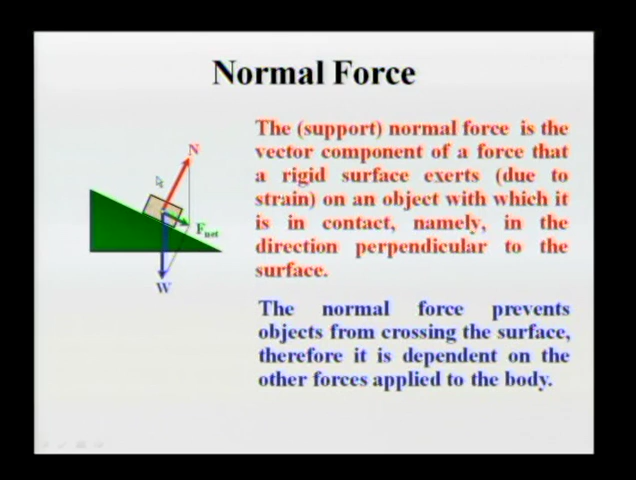 Normal Force
The (support) normal force is the
vector component of a force that
a rigid surface exerts (due to
strain) on an object with which it
is in contact, namely, in the
direction perpendicular to the
surface.
N
Fnet
W
The normal force prevents
objects from crossing the surface,
therefore it is dependent on the
other forces applied to the body.